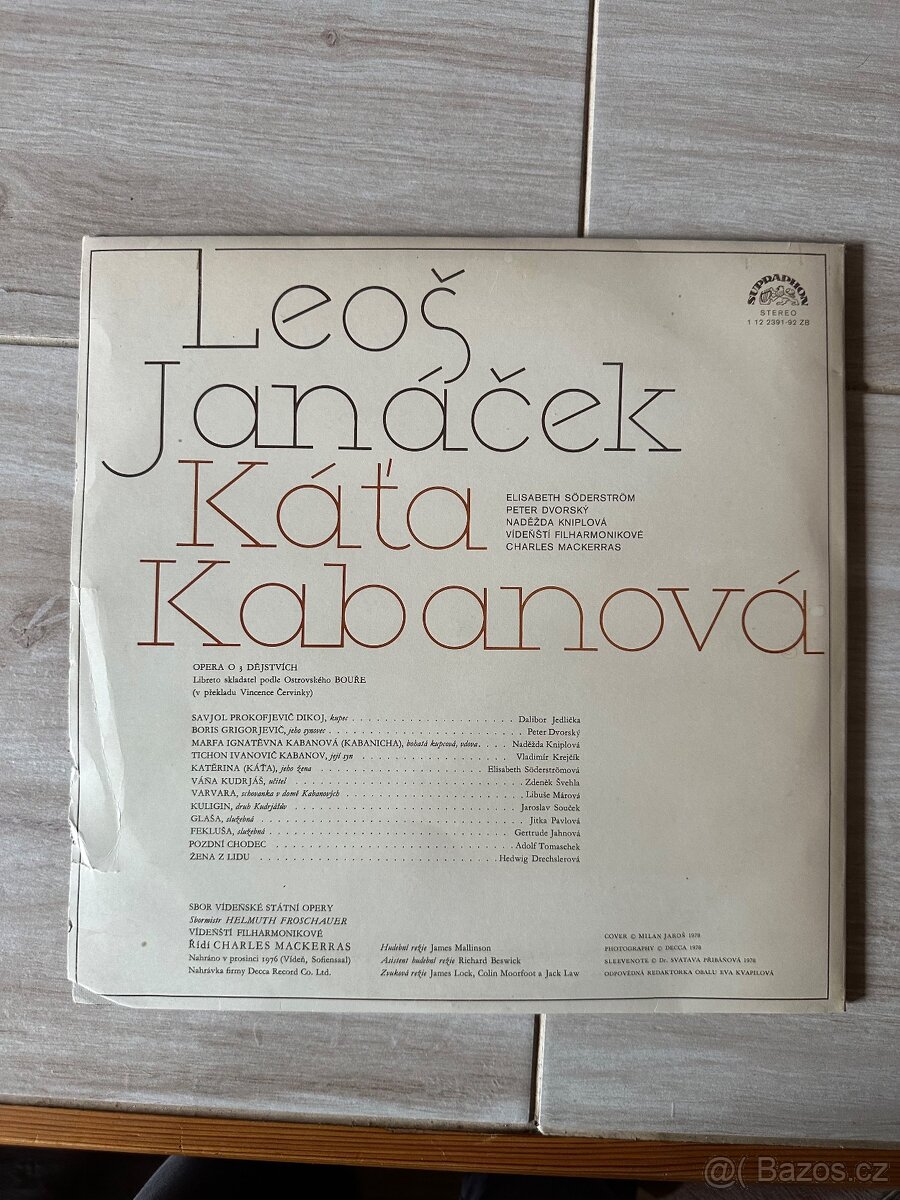 Leoš
Janáček
Káťa
Kabanová
SUPRAPHON
STEREO
1 12 2391-92 ZB
ELISABETH SÖDERSTRÖM
PETER DVORSKÝ
NADĚŽDA KNIPLOVÁ
VÍDEŇŠTÍ FILHARMONIKOVÉ
CHARLES MACKERRAS
OPERA O 3 DĚJSTVÍCH
Libreto skladatel podle Ostrovského BOUŘE
(v překladu Vincence Červinky)
SAVJOL PROKOFJEVIČ DIKOJ, kupec . . . . . . . . . . . . . . . . . . . . Dalibor Jedlička
BORIS GRIGORJEVIČ, jeho synovec . . . . . . . . . . . . . . . . . . . . Peter Dvorský
MARFA IGNATĚVNA KABANOVÁ (KABANICHA), bohatá kupcová, vdova . . . . Naděžda Kniplová
TICHON IVANOVIČ KABANOV, její syn . . . . . . . . . . . . . . . . . . Vladimír Krejčík
KATĚRINA (KÁŤA), jeho žena . . . . . . . . . . . . . . . . . . Elisabeth Söderströmová
VÁŇA KUDRJÁŠ, učitel . . . . . . . . . . . . . . . . . . . . . . . . Zdeněk Švehla
VARVARA, schovanka v domě Kabanových . . . . . . . . . . . . . . . . . . Libuše Márová
KULIGIN, druh Kudrjášův . . . . . . . . . . . . . . . . . . . . . . . Jaroslav Souček
GLAŠA, služebná . . . . . . . . . . . . . . . . . . . . . . . . . . . Jitka Pavlová
FEKLUŠA, služebná . . . . . . . . . . . . . . . . . . . . . . . . Gertrude Jahnová
POZDNÍ CHODEC . . . . . . . . . . . . . . . . . . . . . . . . . . Adolf Tomaschek
ŽENA Z LIDU . . . . . . . . . . . . . . . . . . . . . . . . . Hedwig Drechslerová
SBOR VÍDEŇSKÉ STÁTNÍ OPERY
Sbormistr HELMUTH FROSCHAUER
VÍDEŇŠTÍ FILHARMONIKOVÉ
Řídí CHARLES MACKERRAS
Nahráno v prosinci 1976 (Vídeň, Sofiensaal)
Nahrávka firmy Decca Record Co. Ltd.
Hudební režie James Mallinson
Asistent hudební režie Richard Beswick
Zvuková režie James Lock, Colin Moorfoot a Jack Law
COVER © MILAN JAROŠ 1978
PHOTOGRAPHY © DECCA 1978
SLEEVENOTE © Dr. SVATAVA PŘIBÁŇOVÁ 1978
ODPOVĚDNÁ REDAKTORKA OBALU EVA KVAPILOVÁ
@( Bazos.cz